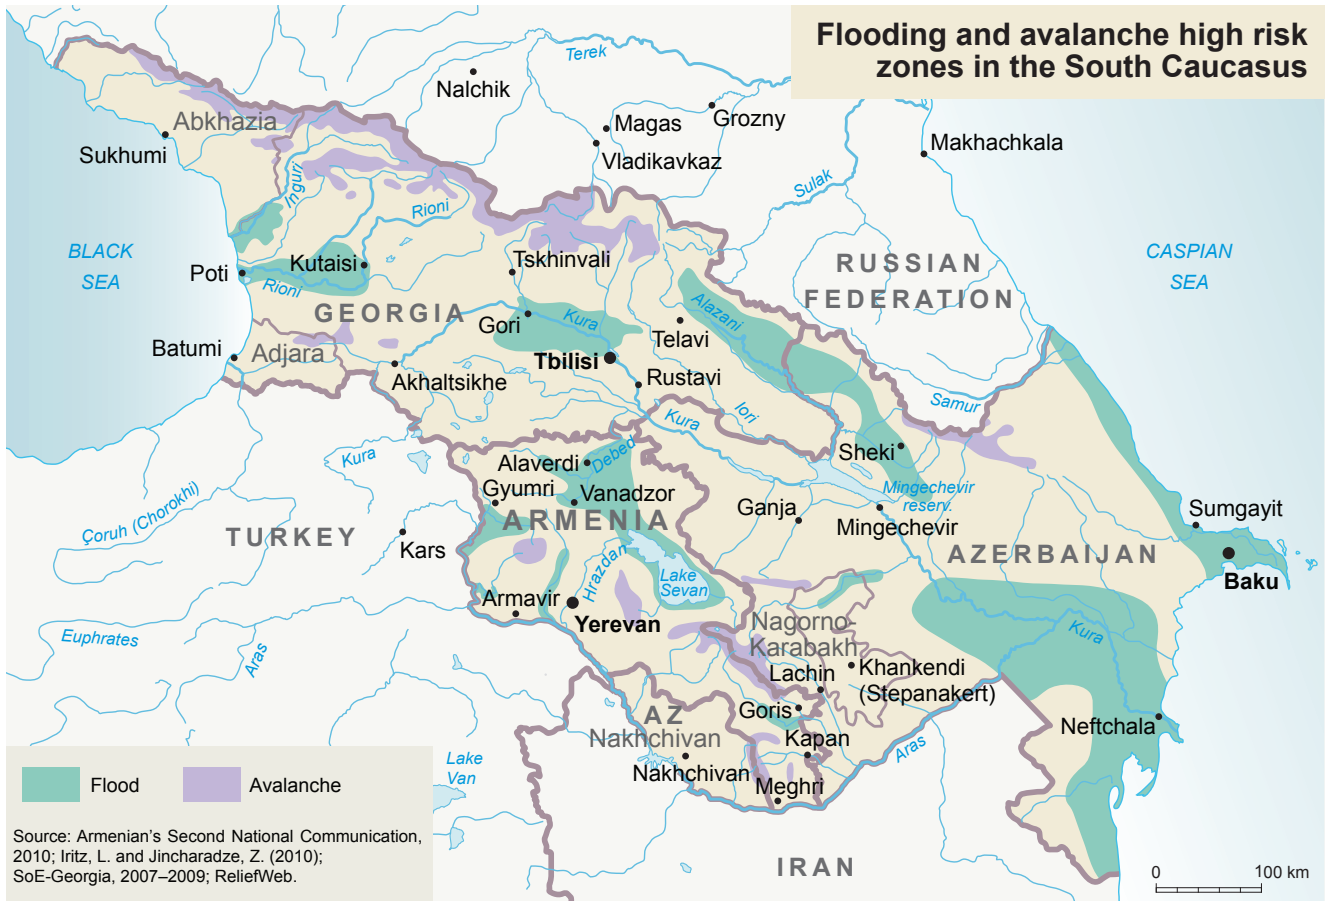 Flooding and avalanche high risk
zones in the South Caucasus
Terek
Nalchik
Magas
Grozny
Vladikavkaz
Makhachkala
Abkhazia
Sukhumi
Inguri
Rioni
Sulak
BLACK
SEA
CASPIAN
SEA
RUSSIAN
FEDERATION
Poti
Kutaisi
Rioni
Tskhinvali
GEORGIA
Gori
Kura
Alazani
Telavi
Batumi
Adjara
Tbilisi
Akhaltsikhe
Rustavi
Iori
Kura
Samur
Kura
Alaverdi
Debed
Sheki
Gyumri
Vanadzor
Mingechevir
reserv.
Çoruh (Chorokhi)
ARMENIA
Ganja
Mingechevir
Sumgayit
TURKEY
Kars
AZERBAIJAN
Baku
Hrazdan
Lake
Sevan
Armavir
Yerevan
Euphrates
Aras
Nagorno-
Karabakh
Kura
Lachin
Khankendi
(Stepanakert)
AZ
Nakhchivan
Goris
Kapan
Neftchala
Aras
Nakhchivan
Meghri
Lake
Van
IRAN
Flood
Avalanche
Source: Armenian's Second National Communication,
2010; Iritz, L. and Jincharadze, Z. (2010);
SoE-Georgia, 2007–2009; ReliefWeb.
0
100 km